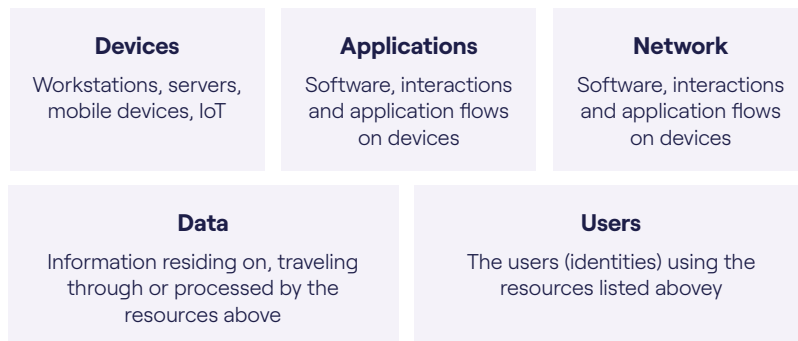 Devices
Workstations, servers,
mobile devices, IoT
Applications
Software, interactions
and application flows
on devices
Network
Software, interactions
and application flows
on devices
Data
Information residing on, traveling
through or processed by the
resources above
Users
The users (identities) using the
resources listed abovey